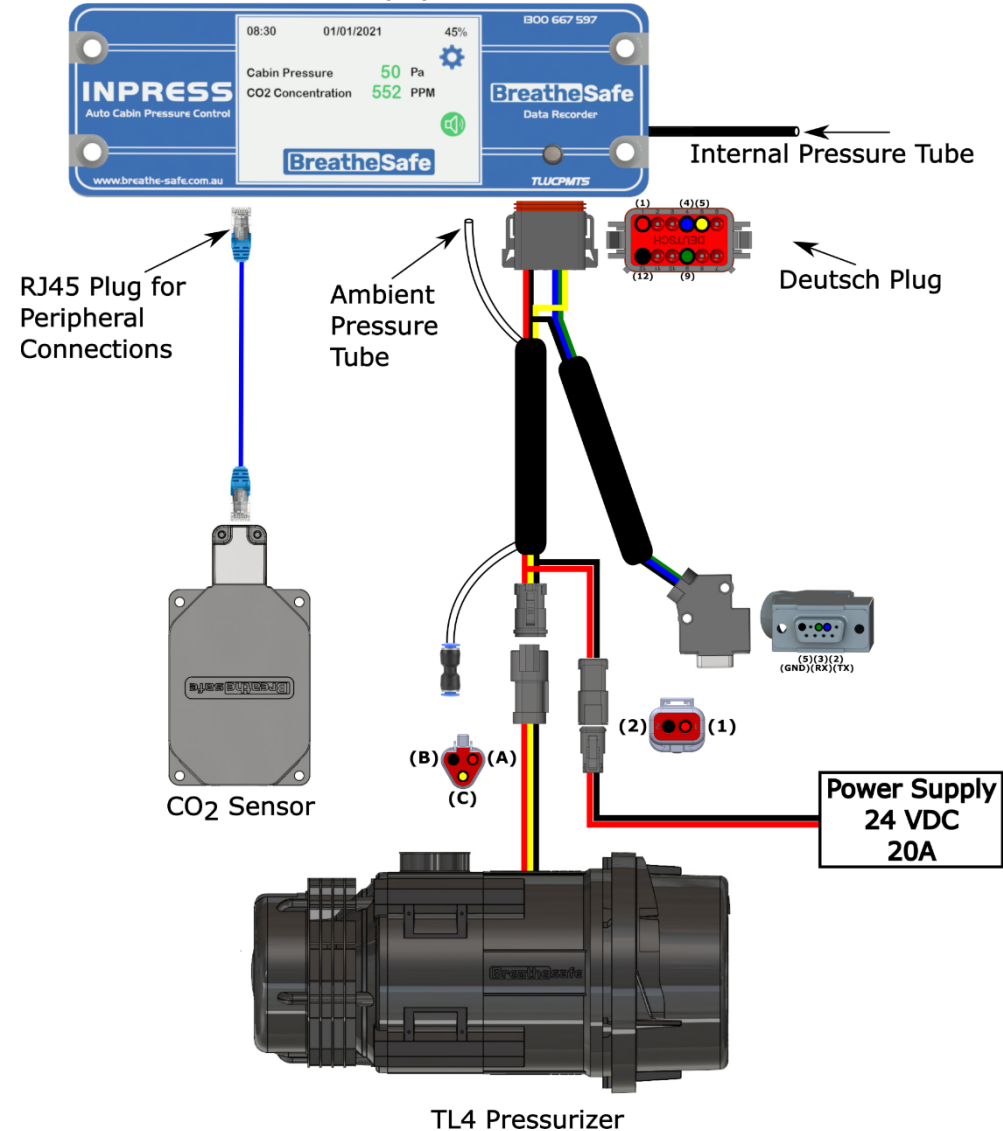 1300 667 597
08:30 01/01/2021 45%
Cabin Pressure 50 Pa
CO2 Concentration 552 PPM
INPRESS
Auto Cabin Pressure Control
BreatheSafe
Data Recorder
BreatheSafe
www.breathe-safe.com.au
TLUCPMTS
Internal Pressure Tube
(1) (4)(5)
DEUTSCH
(12) (9)
Deutsch Plug
RJ45 Plug for
Peripheral
Connections
Ambient
Pressure
Tube
(5)(3)(2)
(GND)(RX)(TX)
Breathesafe
CO2 Sensor
(B) (A)
(C)
(2) (1)
Power Supply
24 VDC
20A
Breathesafe
TL4 Pressurizer